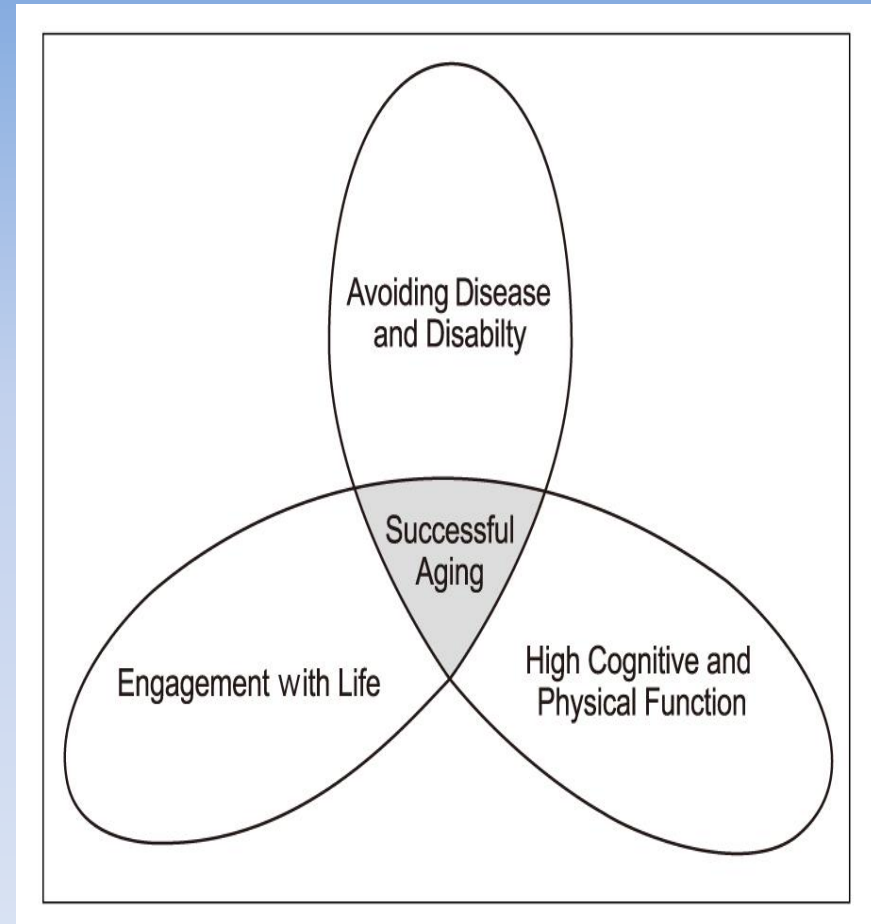 Avoiding Disease
and Disabilty
Successful
Aging
Engagement with Life
High Cognitive and
Physical Function